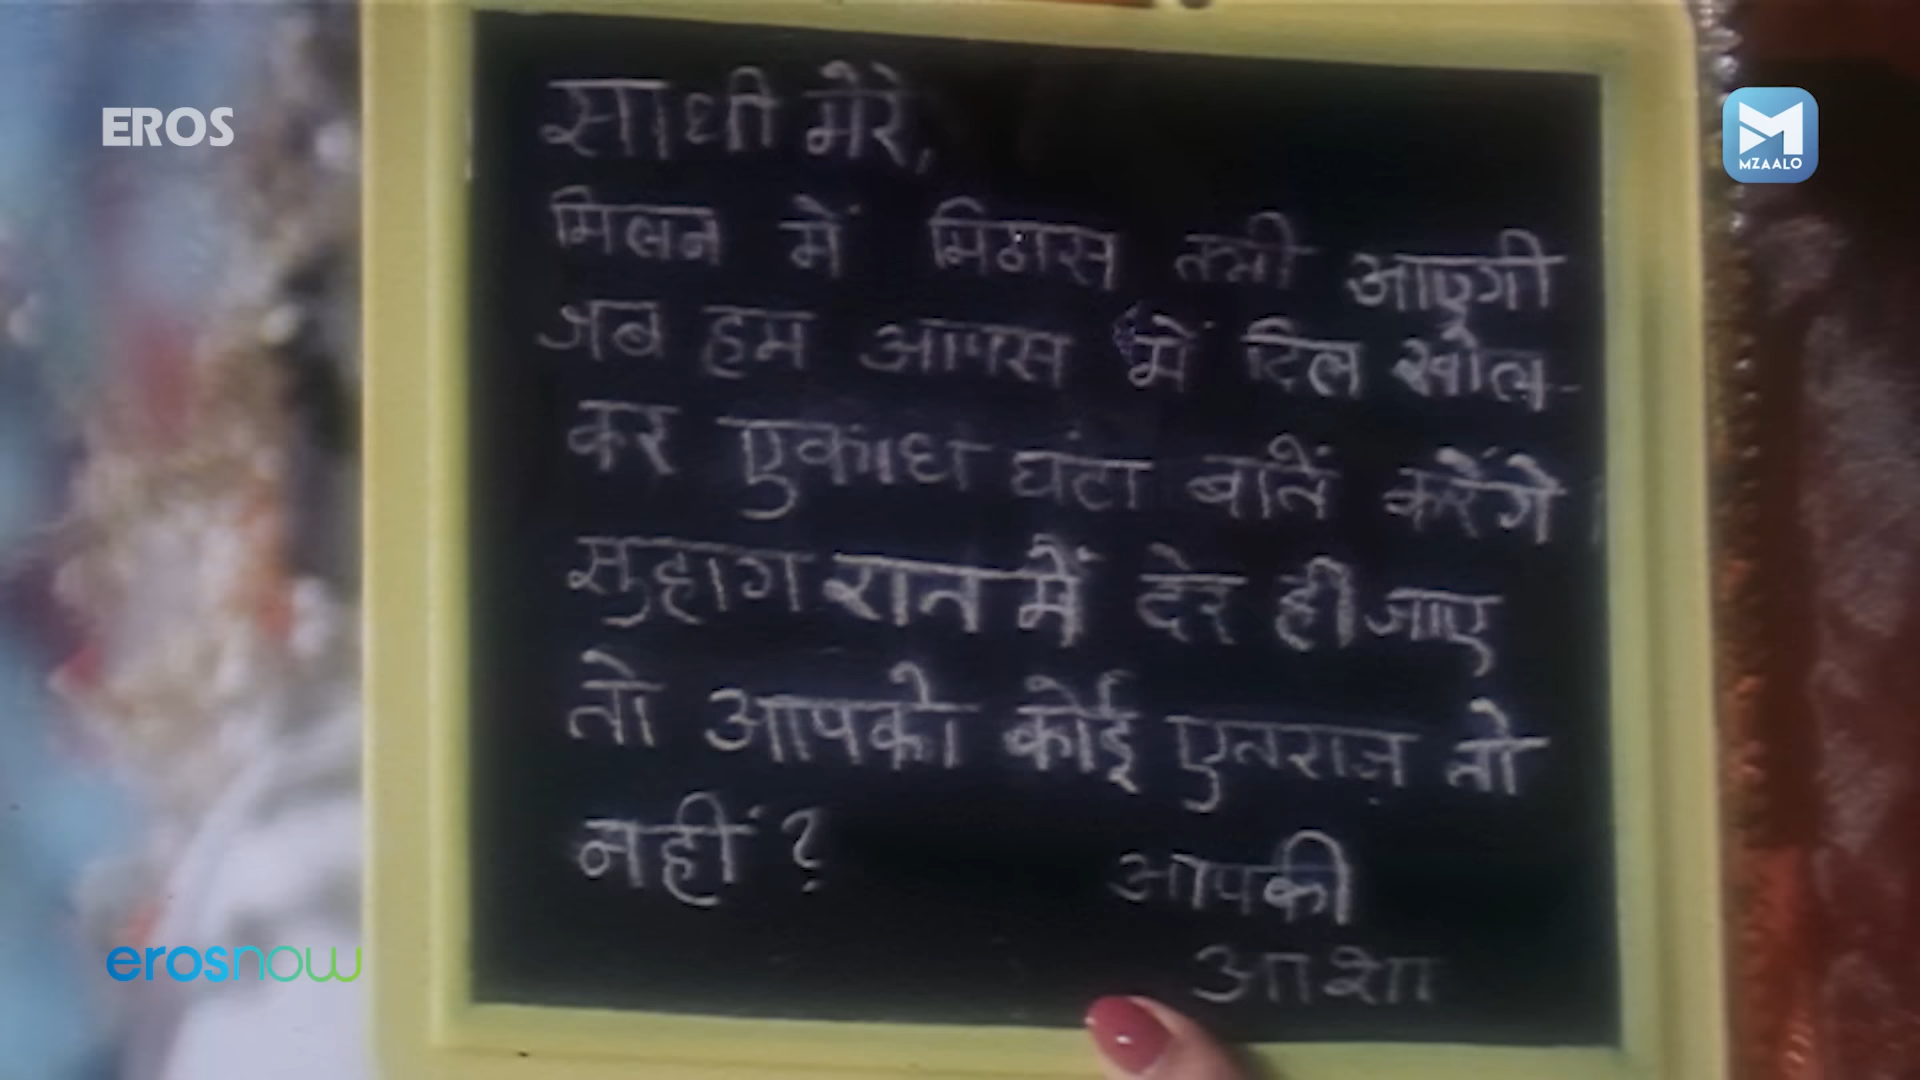 EROS
MZAALO
साथी मेरे,
मिलन में मिठास तभी आएगी
जब हम आपस में दिल खोल-
कर एकाध घंटा बातें करेंगे।
सुहाग रात में देर ही जाए
तो आपको कोई एतराज़ तो
नहीं?
आपकी
आशा
erosnow